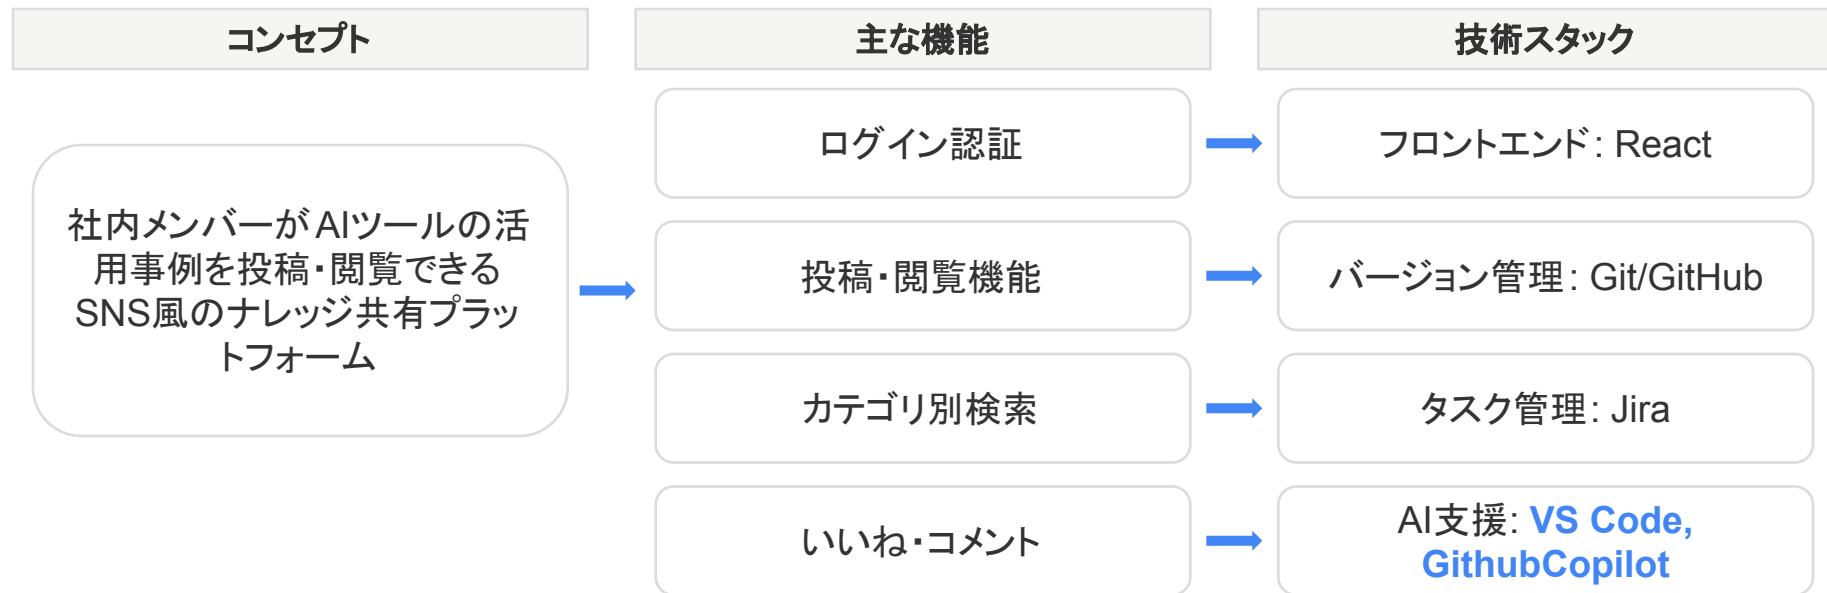 コンセプト
主な機能
技術スタック
社内メンバーがAIツールの活
用事例を投稿・閲覧できる
SNS風のナレッジ共有プラッ
トフォーム
ログイン認証
フロントエンド: React
投稿・閲覧機能
バージョン管理: Git/GitHub
カテゴリ別検索
タスク管理: Jira
いいね・コメント
AI支援: VS Code,
GithubCopilot